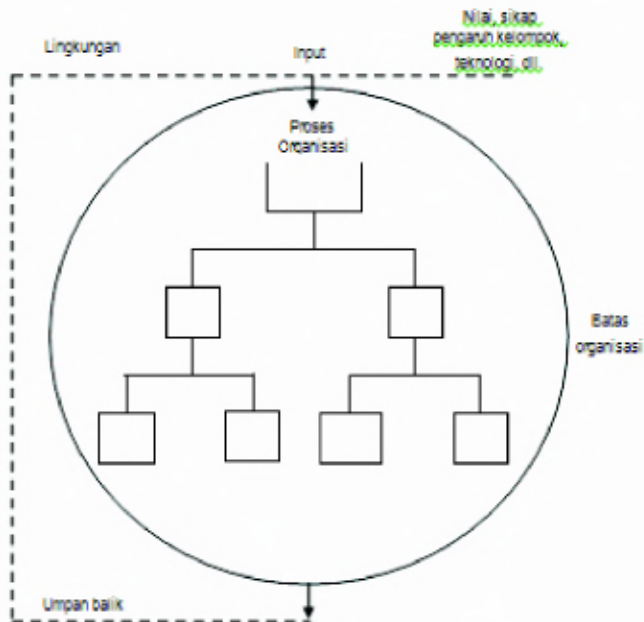 Nilai, sikap
Lingkungan
Input
pengaruh kelompok,
teknologi, dll.
Proses
Organisasi
Batas
organisasi
Umpan balik